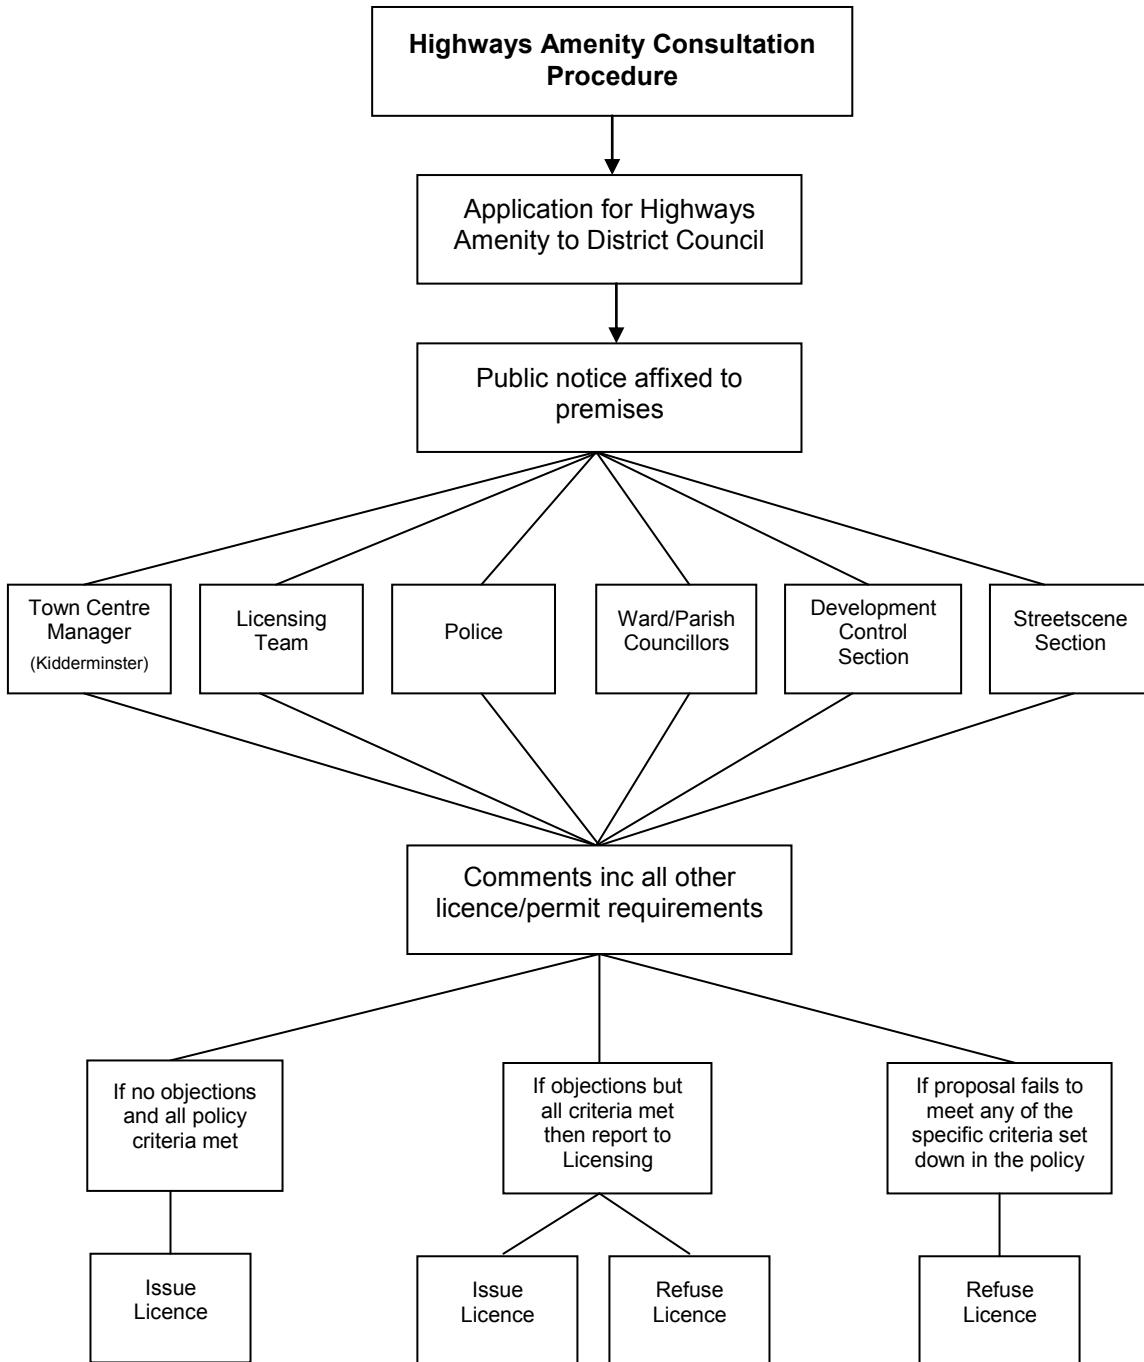 Highways Amenity Consultation
Procedure
Application for Highways
Amenity to District Council
Public notice affixed to
premises
Town Centre
Manager
(Kidderminster)
Licensing
Team
Police
Ward/Parish
Councillors
Development
Control
Section
Streetscene
Section
Comments inc all other
licence/permit requirements
If no objections
and all policy
criteria met
If objections but
all criteria met
then report to
Licensing
If proposal fails to
meet any of the
specific criteria set
down in the policy
Issue
Licence
Issue
Licence
Refuse
Licence
Refuse
Licence